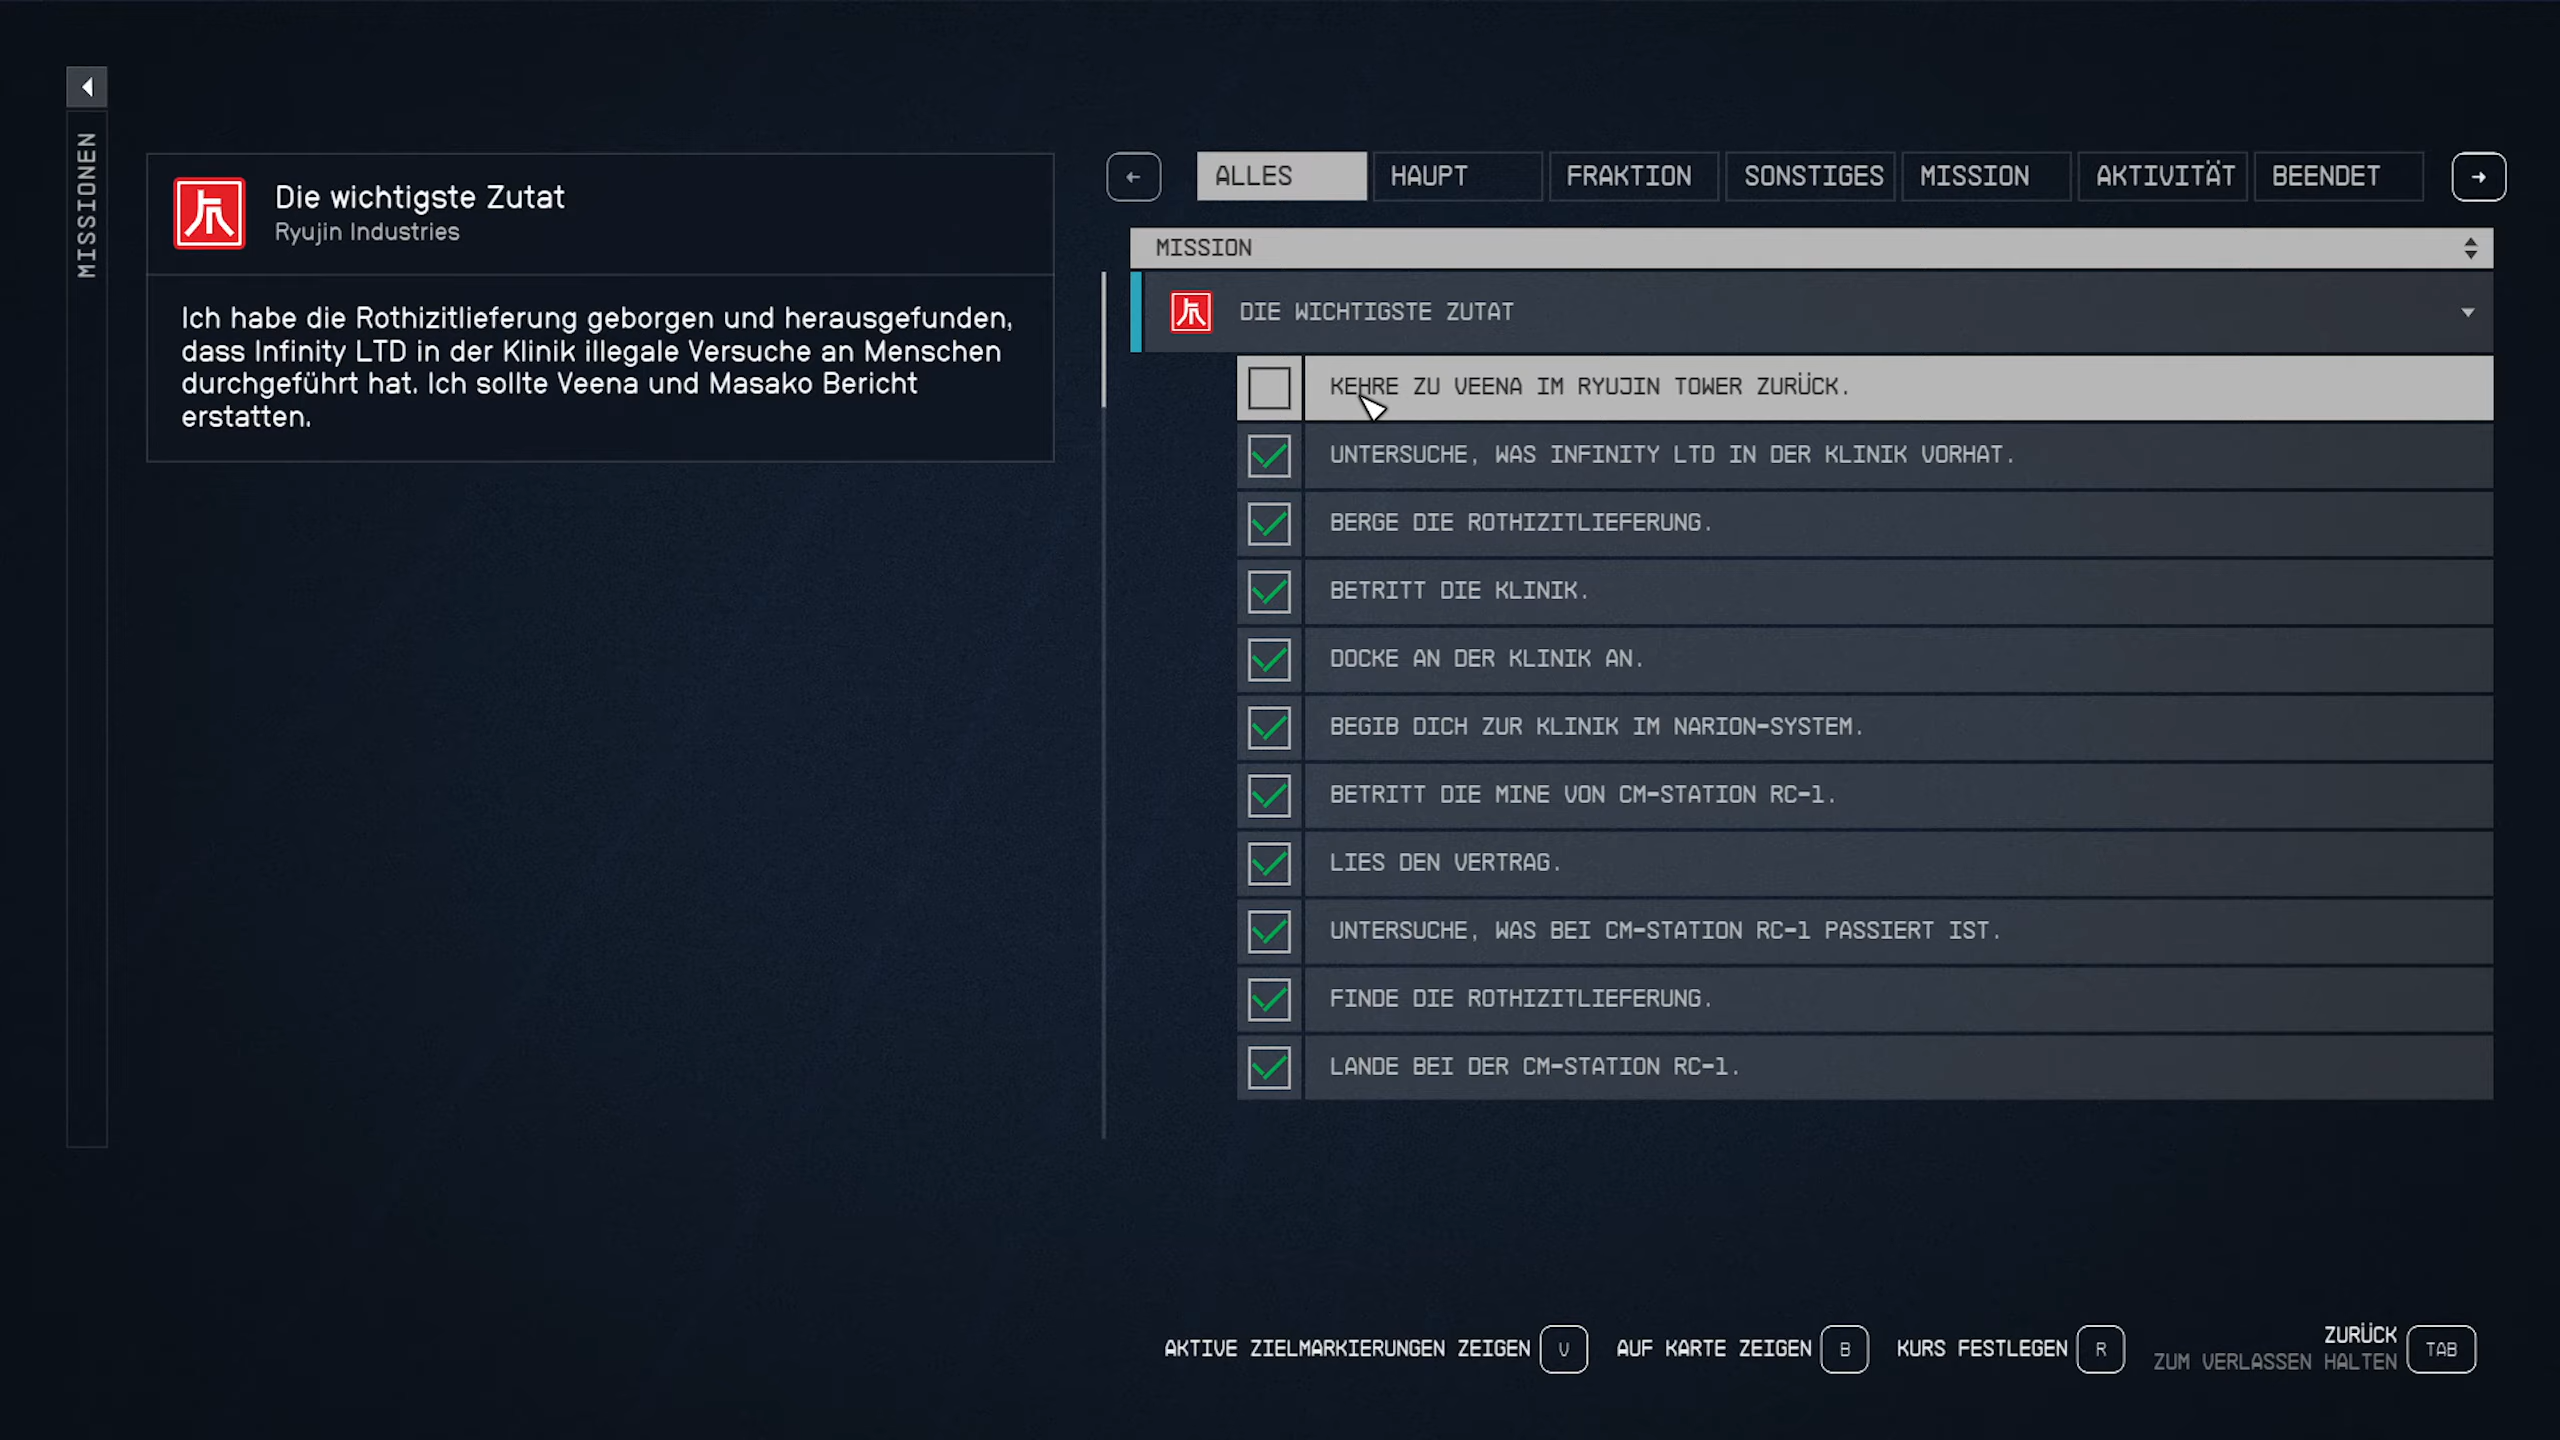 MISSIONEN
Die wichtigste Zutat
Ryujin Industries
Ich habe die Rothizitlieferung geborgen und herausgefunden,
dass Infinity LTD in der Klinik illegale Versuche an Menschen
durchgeführt hat. Ich sollte Veena und Masako Bericht
erstatten.
ALLES HAUPT FRAKTION SONSTIGES MISSION AKTIVITÄT BEENDET
MISSION
DIE WICHTIGSTE ZUTAT
KEHRE ZU VEENA IM RYUJIN TOWER ZURÜCK.
UNTERSUCHE, WAS INFINITY LTD IN DER KLINIK VORHAT.
BERGE DIE ROTHIZITLIEFERUNG.
BETRITT DIE KLINIK.
DOCKE AN DER KLINIK AN.
BEGIB DICH ZUR KLINIK IM NARION-SYSTEM.
BETRITT DIE MINE VON CM-STATION RC-1.
LIES DEN VERTRAG.
UNTERSUCHE, WAS BEI CM-STATION RC-1 PASSIERT IST.
FINDE DIE ROTHIZITLIEFERUNG.
LANDE BEI DER CM-STATION RC-1.
AKTIVE ZIELMARKIERUNGEN ZEIGEN V AUF KARTE ZEIGEN B KURS FESTLEGEN R ZURÜCK TAB
ZUM VERLASSEN HALTEN